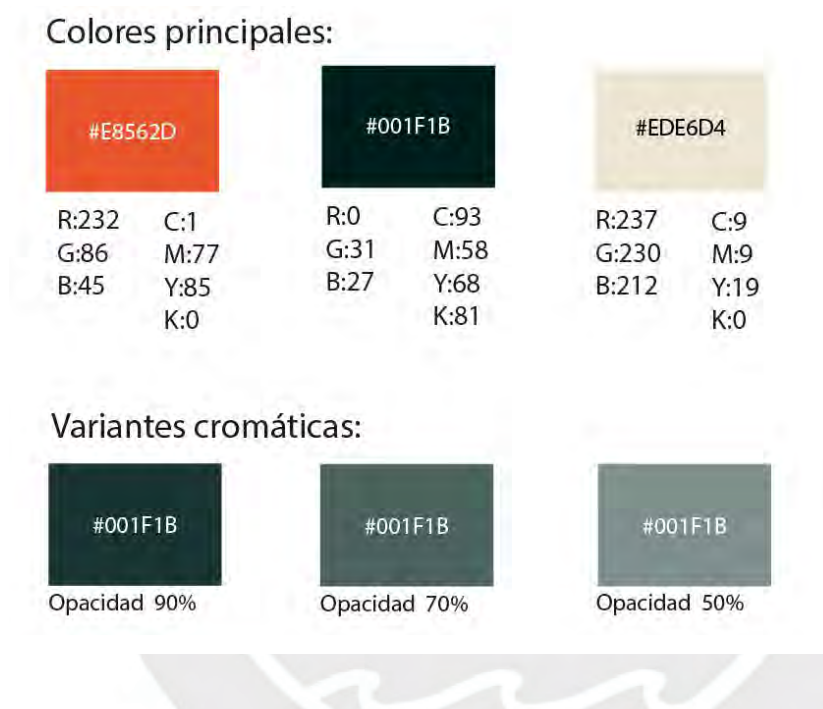 Colores principales:
#E8562D
#001F1B
#EDE6D4
R:232 C:1
G:86 M:77
B:45 Y:85
K:0
R:0 C:93
G:31 M:58
B:27 Y:68
K:81
R:237 C:9
G:230 M:9
B:212 Y:19
K:0
Variantes cromáticas:
#001F1B
#001F1B
#001F1B
Opacidad 90%
Opacidad 70%
Opacidad 50%